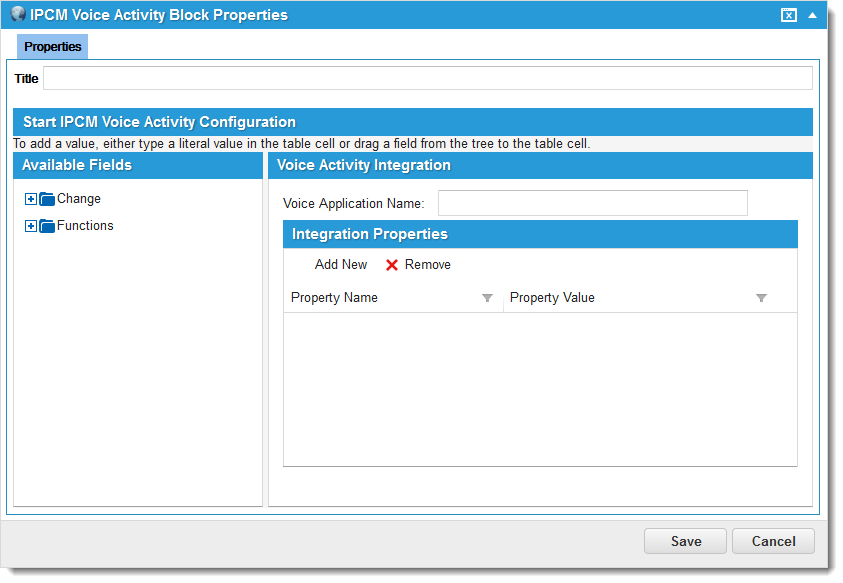 IPCM Voice Activity Block Properties
Properties
Title
Start IPCM Voice Activity Configuration
To add a value, either type a literal value in the table cell or drag a field from the tree to the table cell.
Available Fields
Change
Functions
Voice Activity Integration
Voice Application Name:
Integration Properties
Add New Remove
Property Name Property Value
Save Cancel